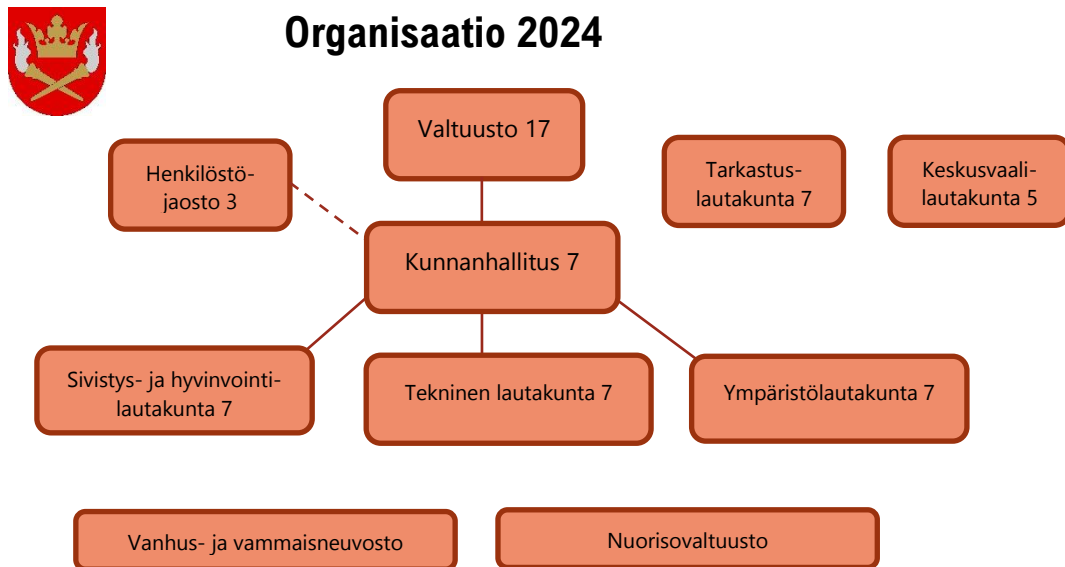 Organisaatio 2024
Valtuusto 17
Henkilöstö-
jaosto 3
Tarkastus-
lautakunta 7
Keskusvaali-
lautakunta 5
Kunnanhallitus 7
Sivistys- ja hyvinvointi-
lautakunta 7
Tekninen lautakunta 7
Ympäristölautakunta 7
Vanhus- ja vammaisneuvosto
Nuorisovaltuusto